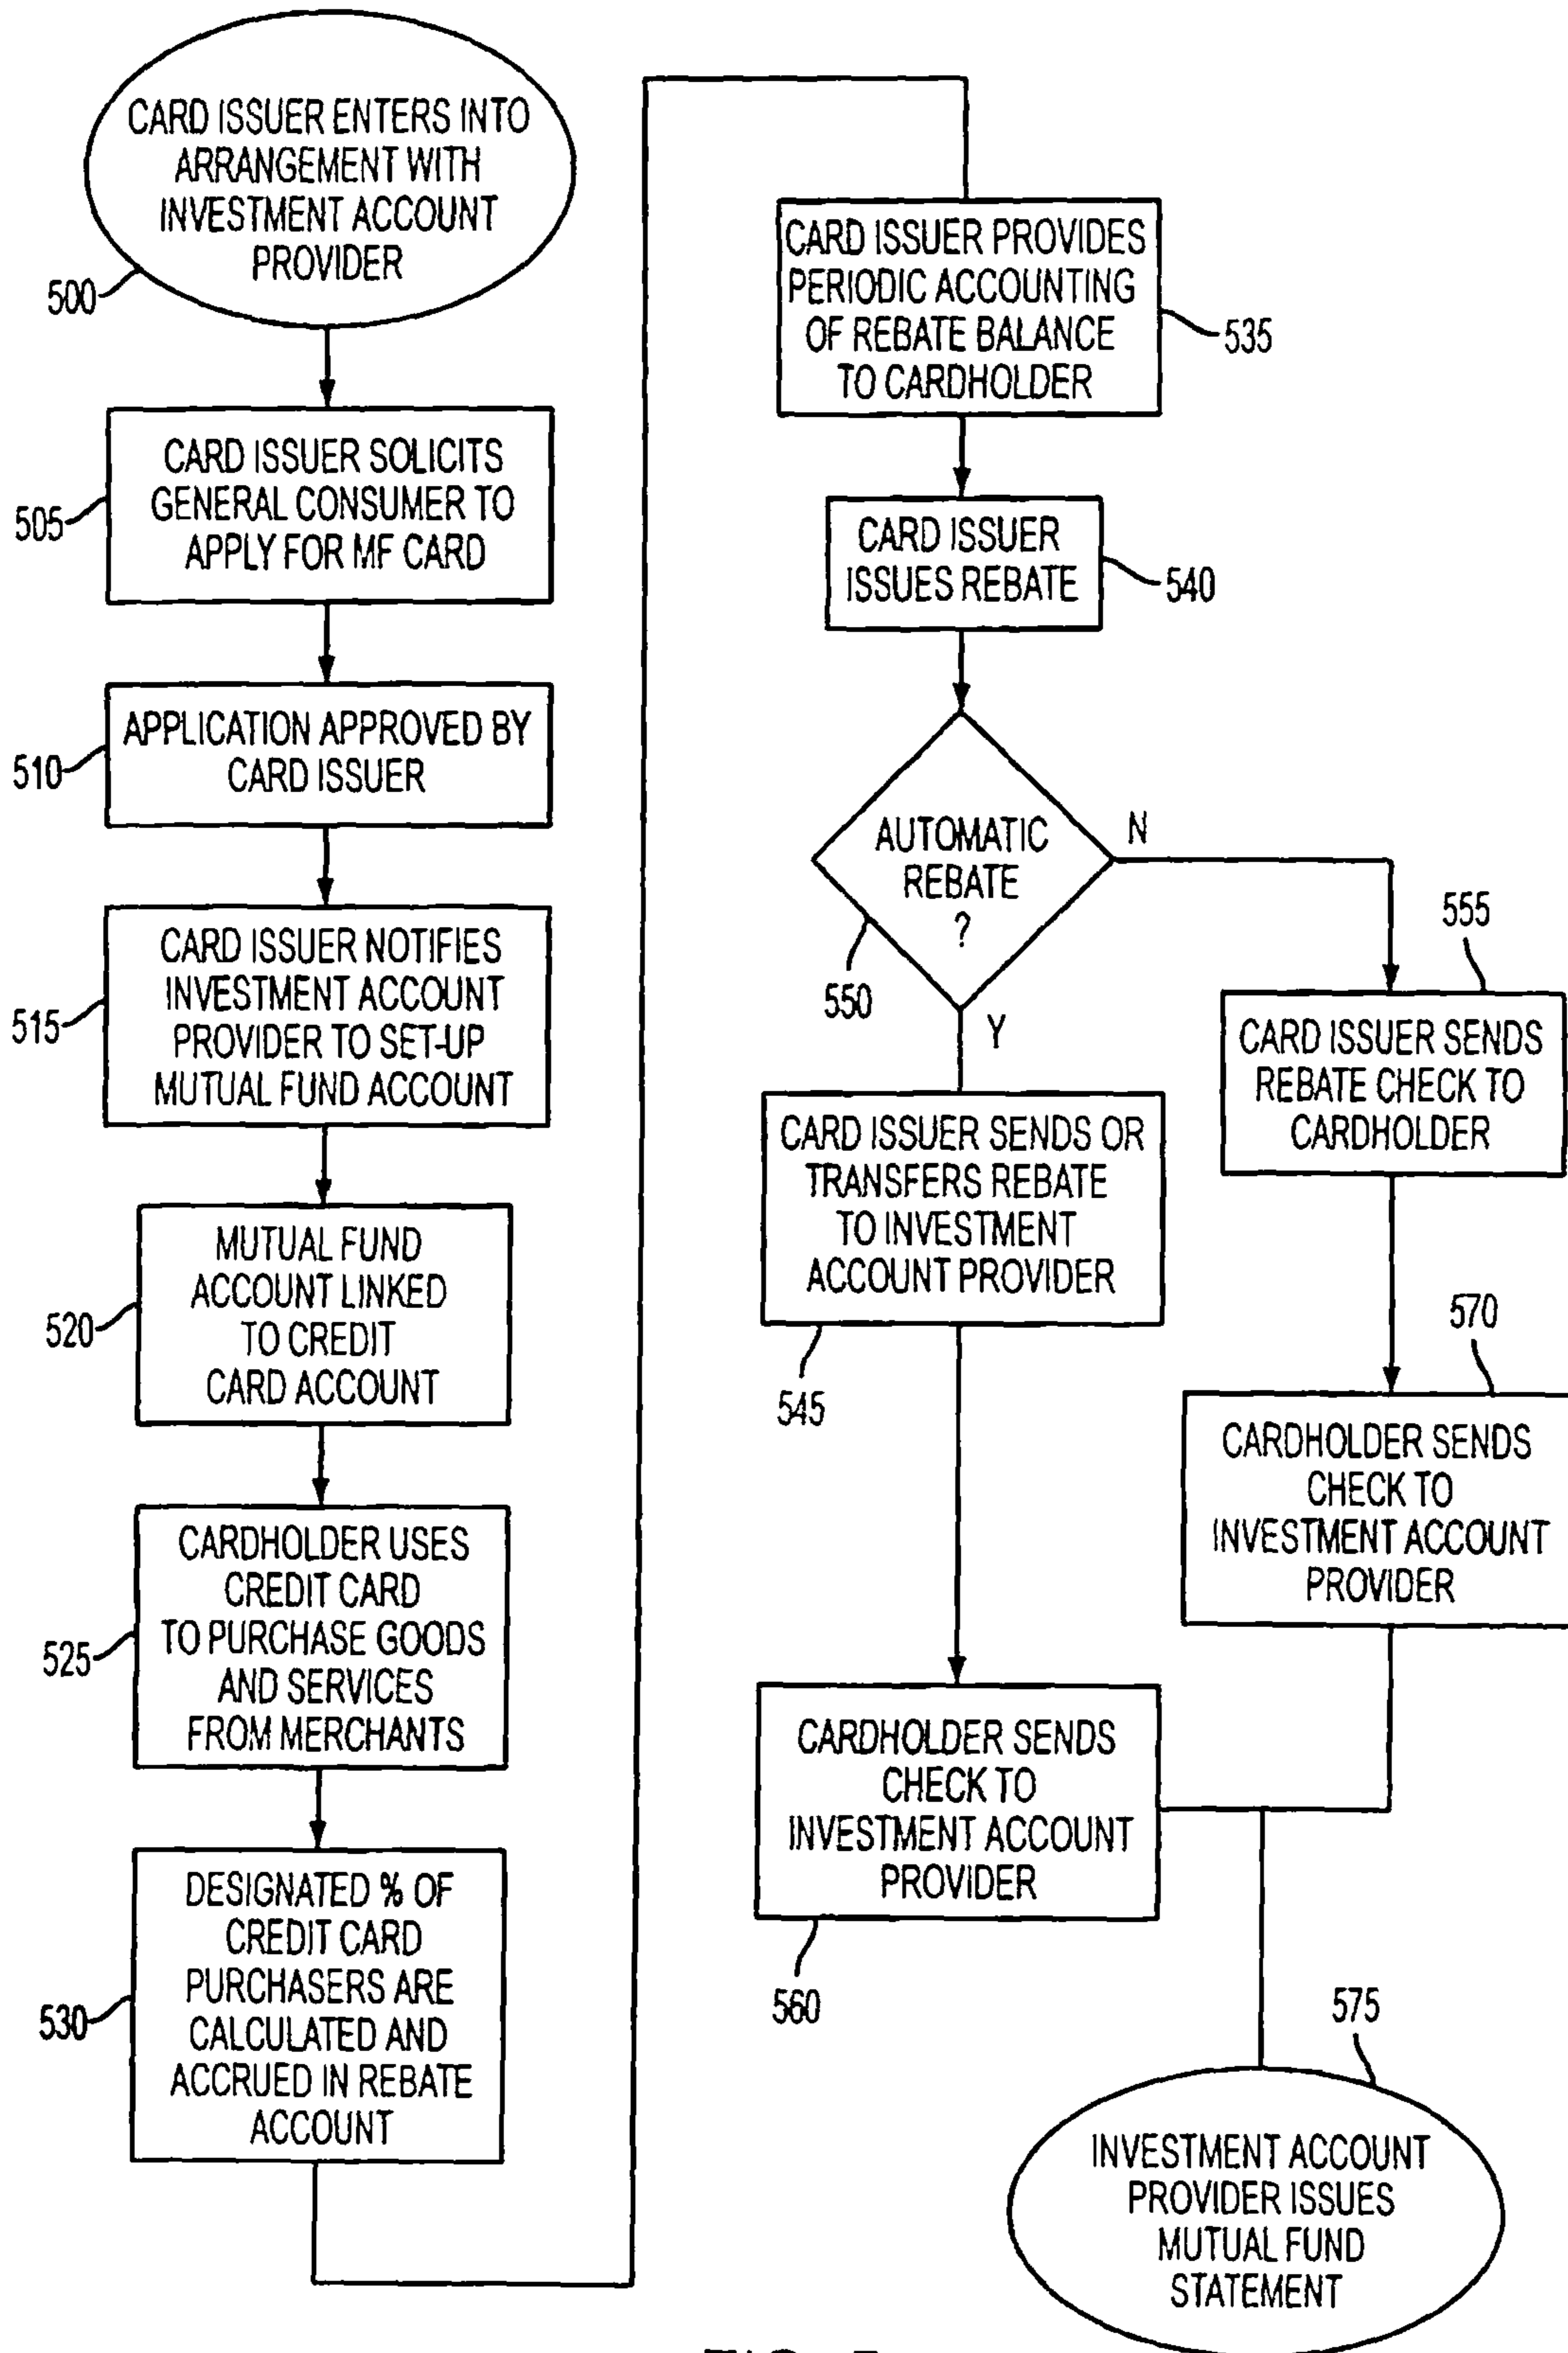 CARD ISSUER ENTERS INTO
ARRANGEMENT WITH
INVESTMENT ACCOUNT
PROVIDER
500
CARD ISSUER SOLICITS
GENERAL CONSUMER TO
APPLY FOR MF CARD
505
APPLICATION APPROVED BY
CARD ISSUER
510
CARD ISSUER NOTIFIES
INVESTMENT ACCOUNT
PROVIDER TO SET-UP
MUTUAL FUND ACCOUNT
515
MUTUAL FUND
ACCOUNT LINKED
TO CREDIT
CARD ACCOUNT
520
CARDHOLDER USES
CREDIT CARD
TO PURCHASE GOODS
AND SERVICES
FROM MERCHANTS
525
DESIGNATED % OF
CREDIT CARD
PURCHASERS ARE
CALCULATED AND
ACCRUED IN REBATE
ACCOUNT
530
CARD ISSUER PROVIDES
PERIODIC ACCOUNTING
OF REBATE BALANCE
TO CARDHOLDER
535
CARD ISSUER
ISSUES REBATE
540
AUTOMATIC
REBATE
?
550
N
Y
CARD ISSUER SENDS OR
TRANSFERS REBATE
TO INVESTMENT
ACCOUNT PROVIDER
545
555
CARD ISSUER SENDS
REBATE CHECK TO
CARDHOLDER
570
CARDHOLDER SENDS
CHECK TO
INVESTMENT ACCOUNT
PROVIDER
CARDHOLDER SENDS
CHECK TO
INVESTMENT ACCOUNT
PROVIDER
560
575
INVESTMENT ACCOUNT
PROVIDER ISSUES
MUTUAL FUND
STATEMENT